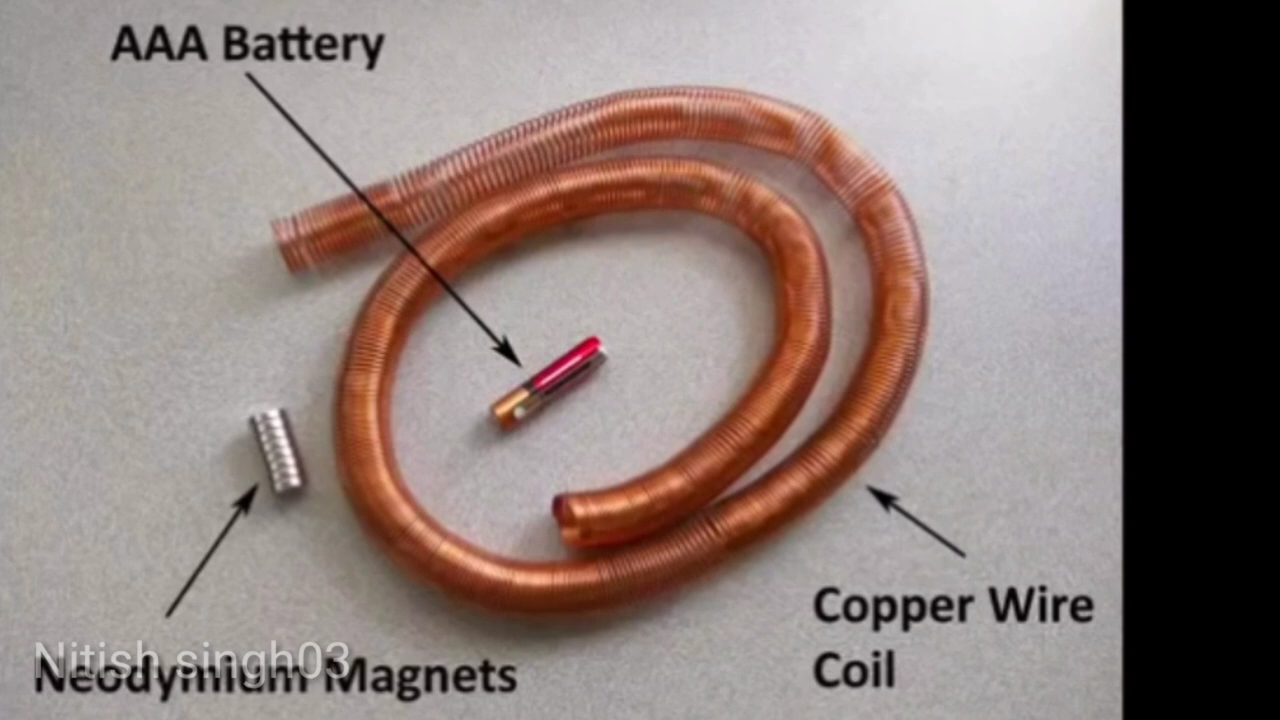 AAA Battery
Copper Wire
Coil
Nitish singh03
Neodymium Magnets